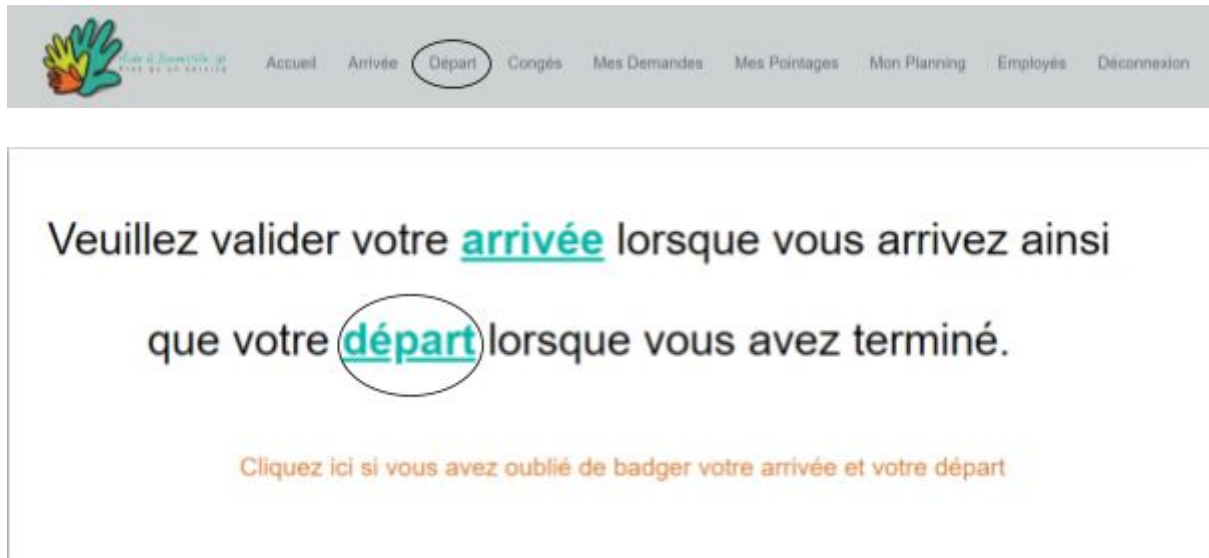 Accueil Arrivée Départ Congés Mes Demandes Mes Pointages Mon Planning Employés Déconnexion
Veuillez valider votre arrivée lorsque vous arrivez ainsi
que votre départ lorsque vous avez terminé.
Cliquez ici si vous avez oublié de badger votre arrivée et votre départ